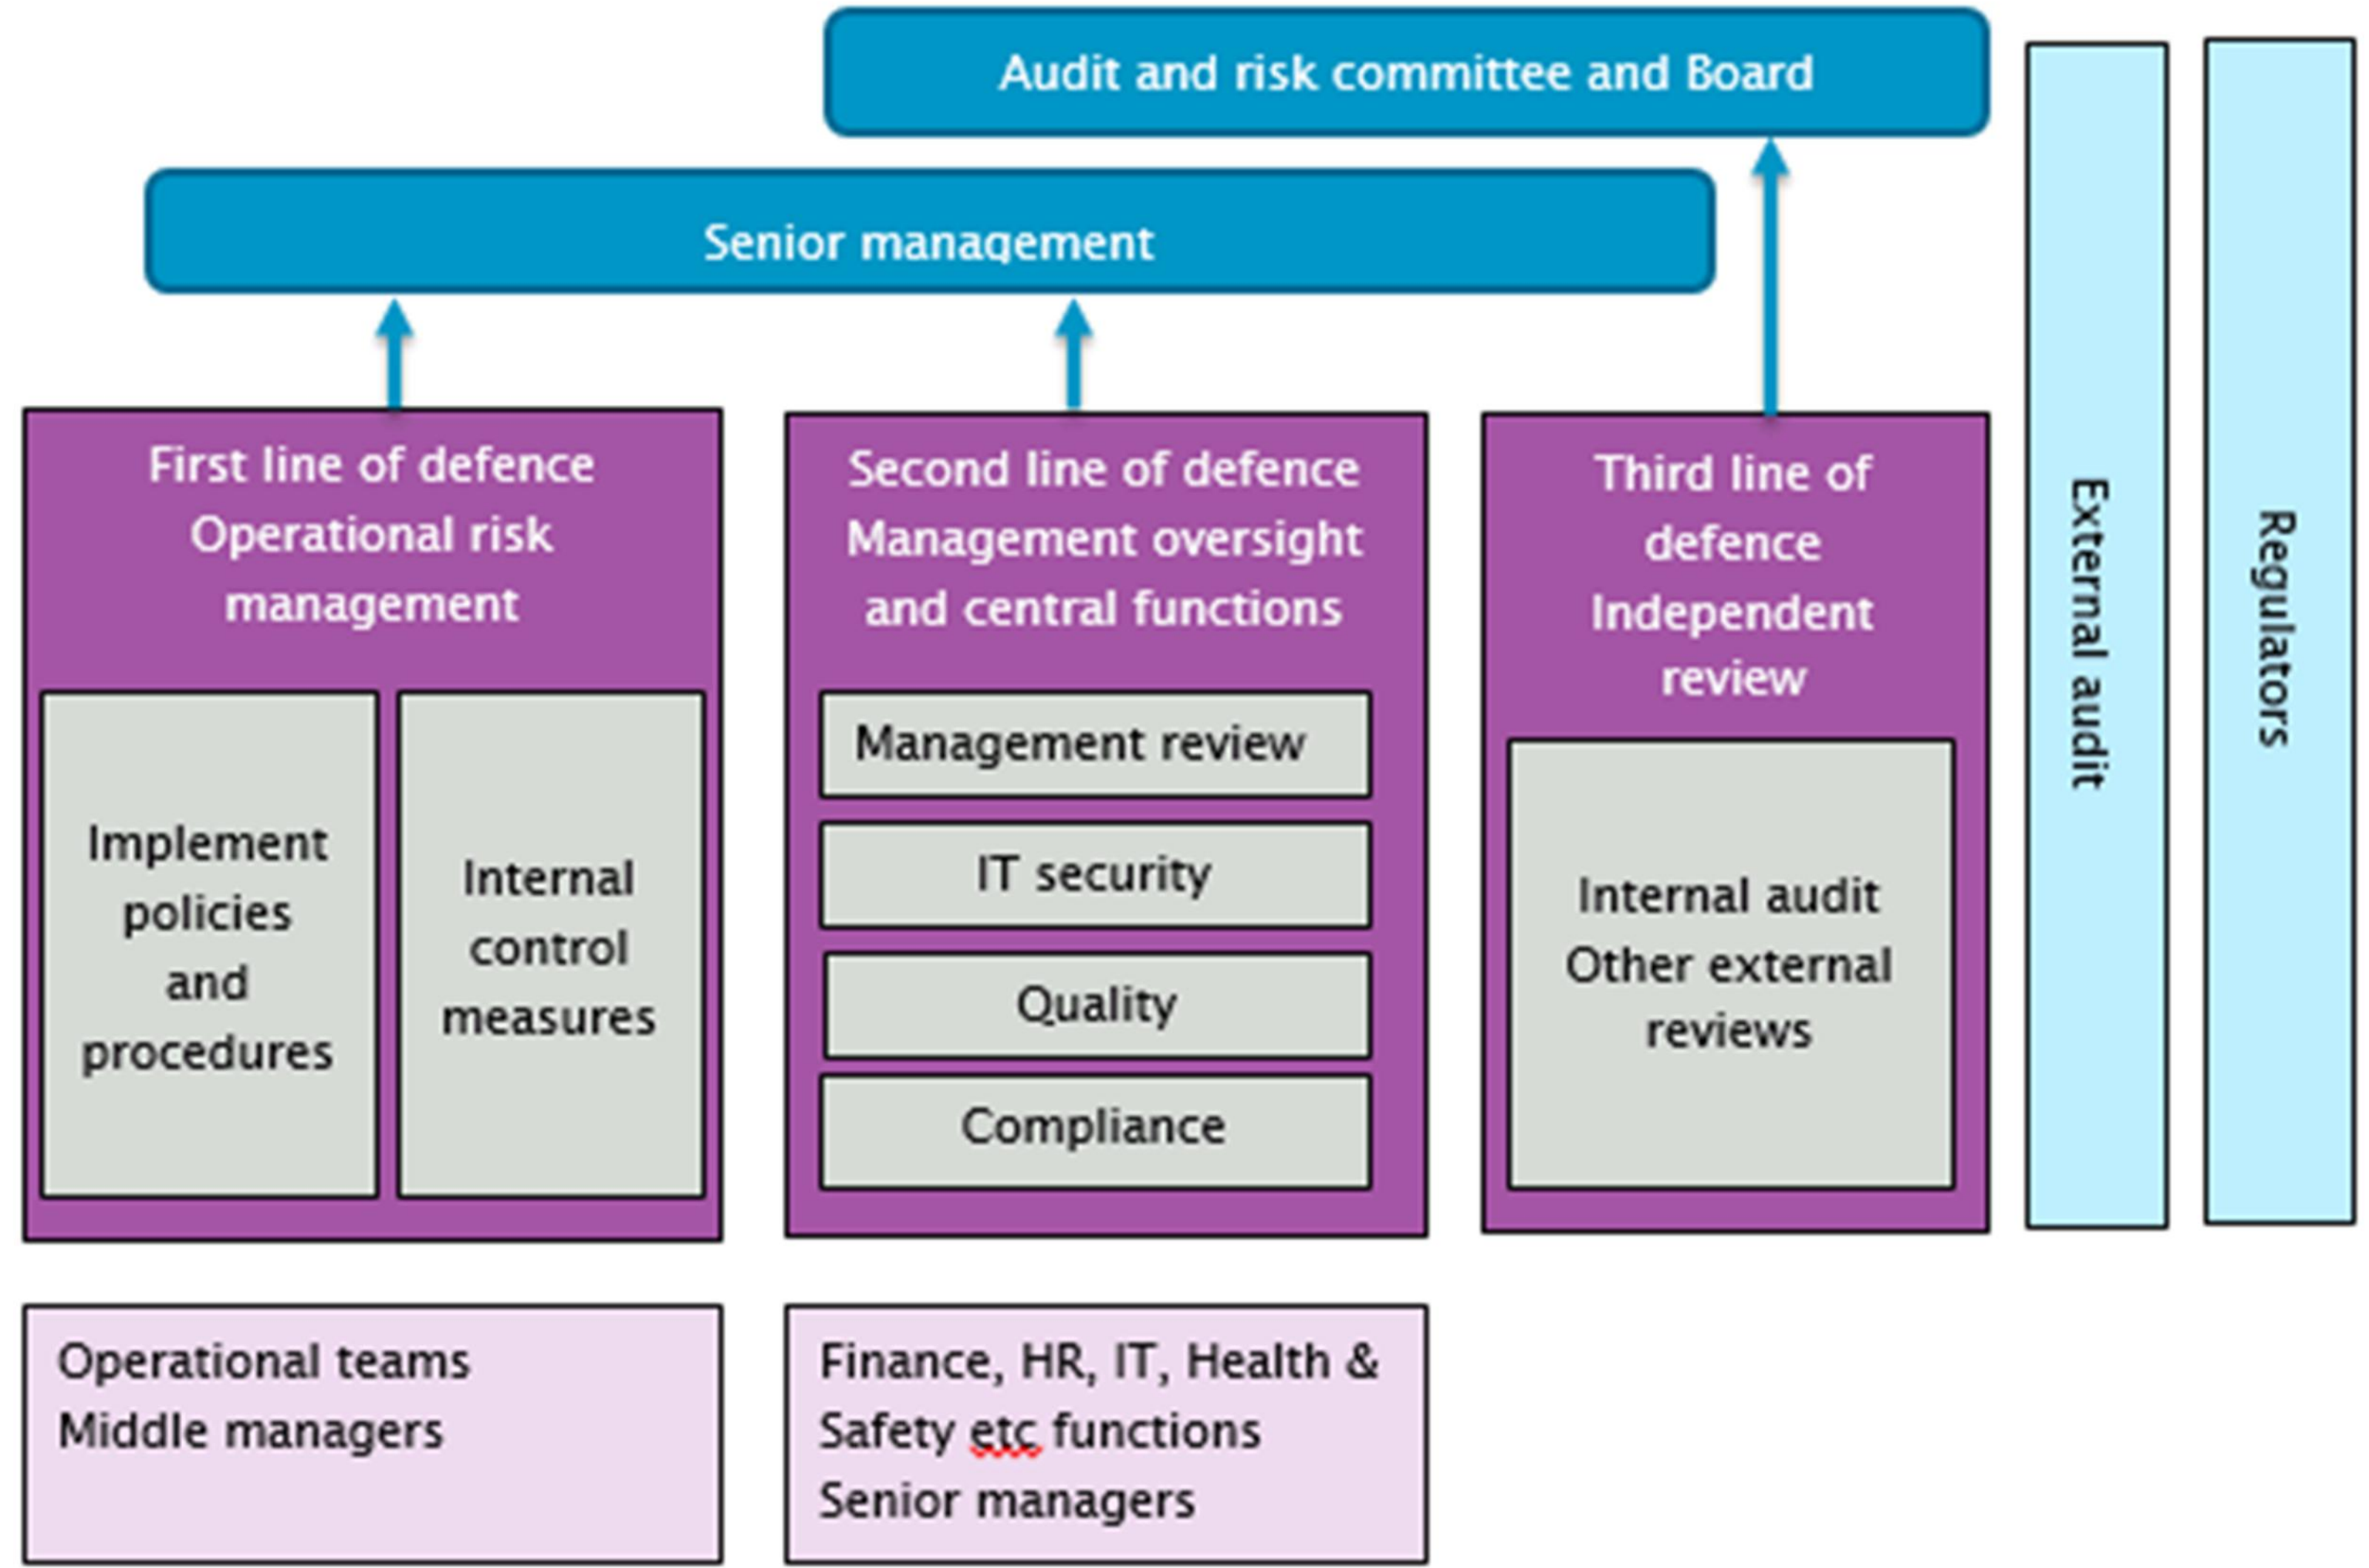 Audit and risk committee and Board
Senior management
First line of defence
Operational risk
management
Implement
policies
and
procedures
Internal
control
measures
Second line of defence
Management oversight
and central functions
Management review
IT security
Quality
Compliance
Third line of
defence
Independent
review
Internal audit
Other external
reviews
External audit
Regulators
Operational teams
Middle managers
Finance, HR, IT, Health &
Safety etc functions
Senior managers